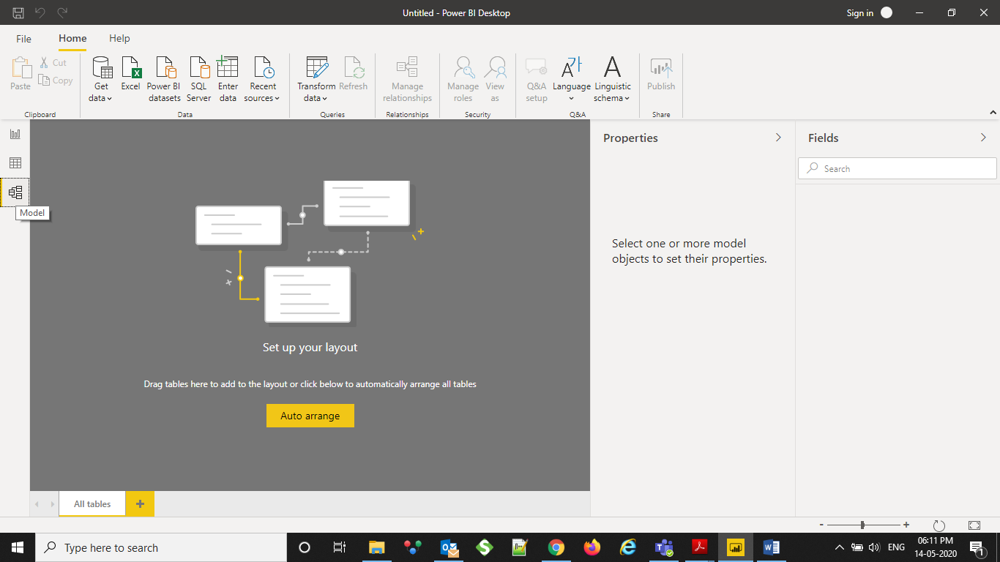 Untitled - Power BI Desktop
Sign in
File
Home
Help
Paste
Cut
Copy
Clipboard
Get
data
Excel
Power BI
datasets
SQL
Server
Enter
data
Recent
sources
Data
Transform
data
Refresh
Queries
Manage
relationships
Relationships
Manage
roles
View
as
Security
Q&A
setup
Language
Linguistic
schema
Q&A
Publish
Share
Model
Set up your layout
Drag tables here to add to the layout or click below to automatically arrange all tables
Auto arrange
Properties
Select one or more model
objects to set their properties.
Fields
Search
All tables
+
- +
Type here to search
ENG
06:11 PM
14-05-2020
1